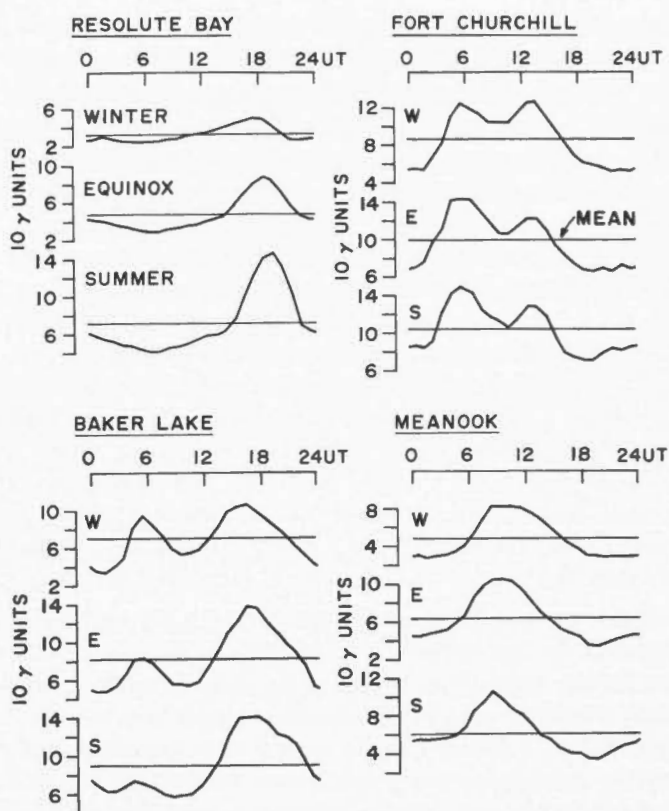 RESOLUTE BAY
0 6 12 18 24UT
WINTER
6
2
EQUINOX
10
6
2
SUMMER
14
10
6
10 γ UNITS
FORT CHURCHILL
0 6 12 18 24UT
W
12
8
4
E
14
10
6
MEAN
S
14
10
6
10 γ UNITS
BAKER LAKE
0 6 12 18 24UT
W
10
6
2
E
14
10
6
S
14
10
6
10 γ UNITS
MEANOOK
0 6 12 18 24UT
W
8
4
E
10
6
2
S
12
8
4
10 γ UNITS